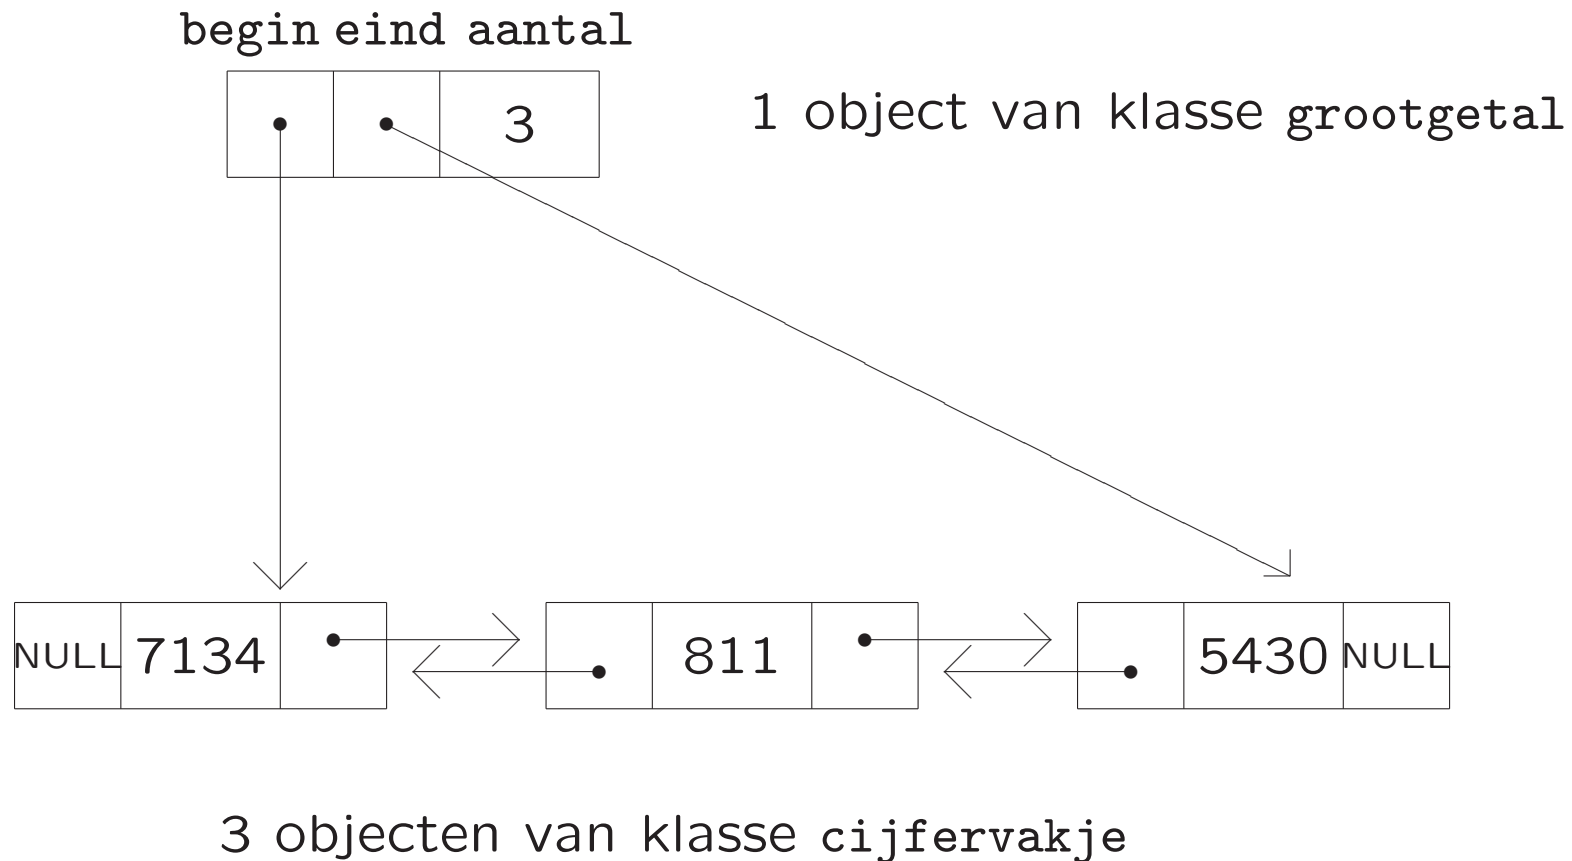 begin eind aantal
3
1 object van klasse grootgetal
NULL 7134 811 5430 NULL
3 objecten van klasse cijfervakje